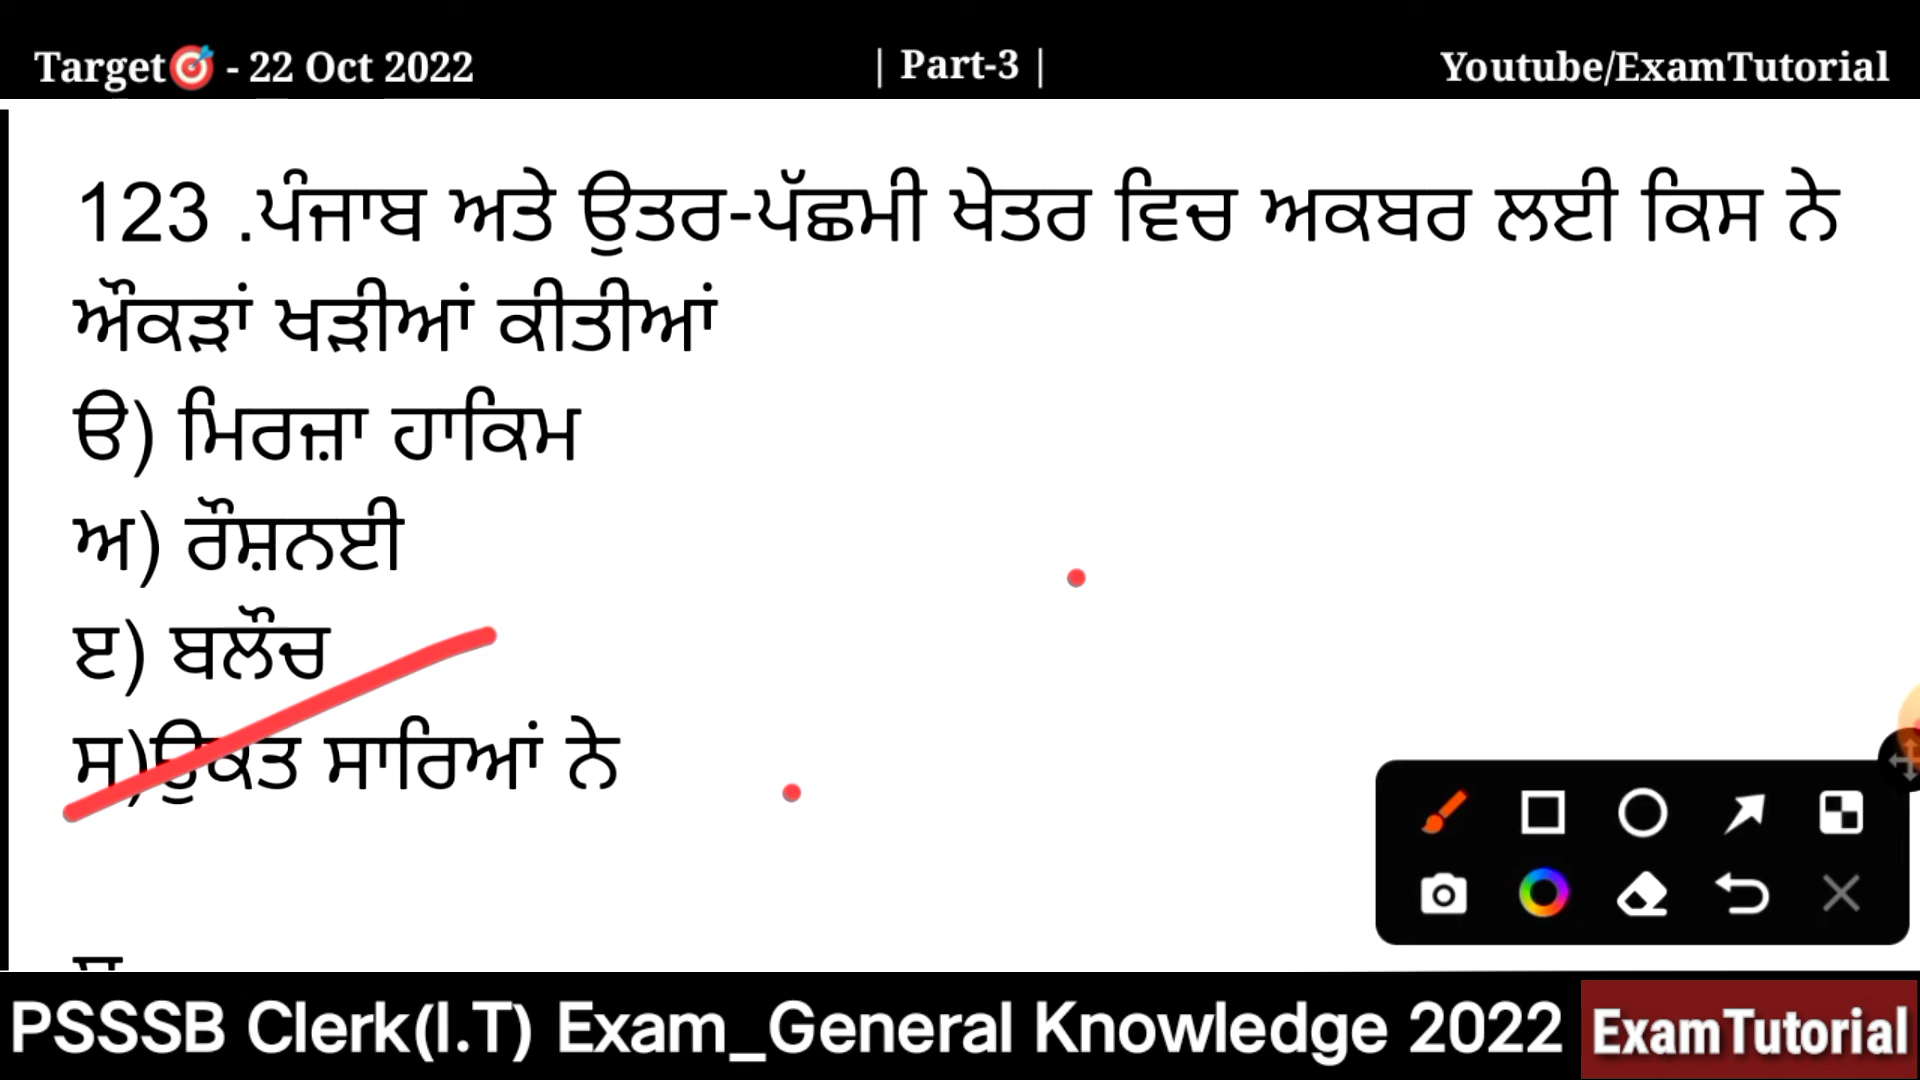 Target🎯 - 22 Oct 2022 | Part-3 | Youtube/ExamTutorial
123 .ਪੰਜਾਬ ਅਤੇ ਉਤਰ-ਪੱਛਮੀ ਖੇਤਰ ਵਿਚ ਅਕਬਰ ਲਈ ਕਿਸ ਨੇ
ਔਕੜਾਂ ਖੜੀਆਂ ਕੀਤੀਆਂ
ੳ) ਮਿਰਜ਼ਾ ਹਾਕਿਮ
ਅ) ਰੌਸ਼ਨਈ
ੲ) ਬਲੌਚ
ਸ)ਉਕਤ ਸਾਰਿਆਂ ਨੇ
PSSSB Clerk(I.T) Exam_General Knowledge 2022 ExamTutorial